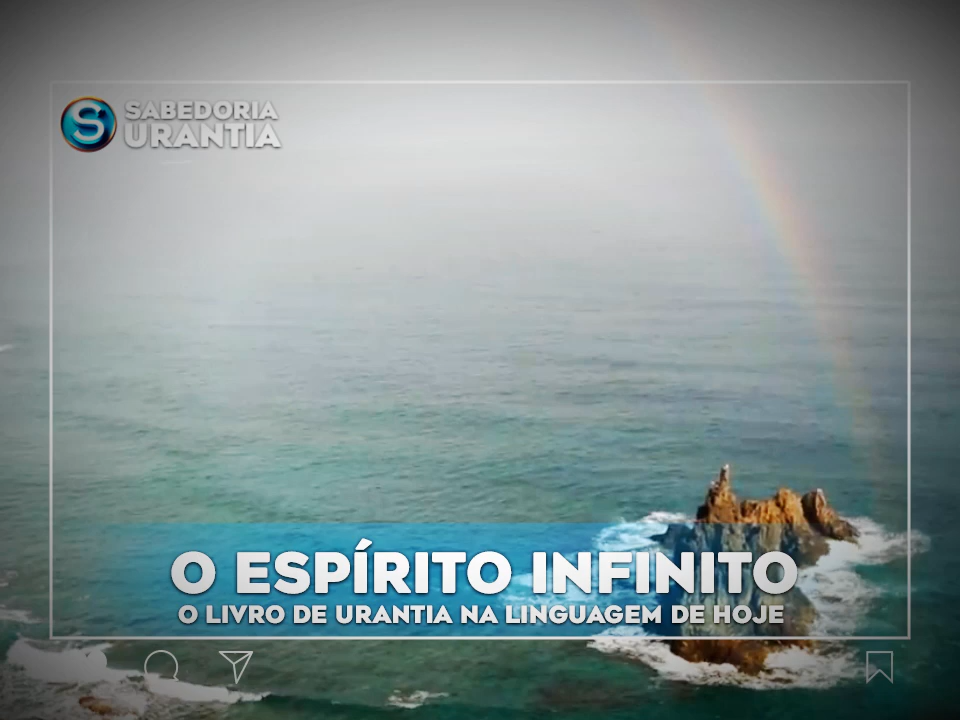 S
SABEDORIA
URANTIA
O ESPÍRITO INFINITO
O LIVRO DE URANTIA NA LINGUAGEM DE HOJE